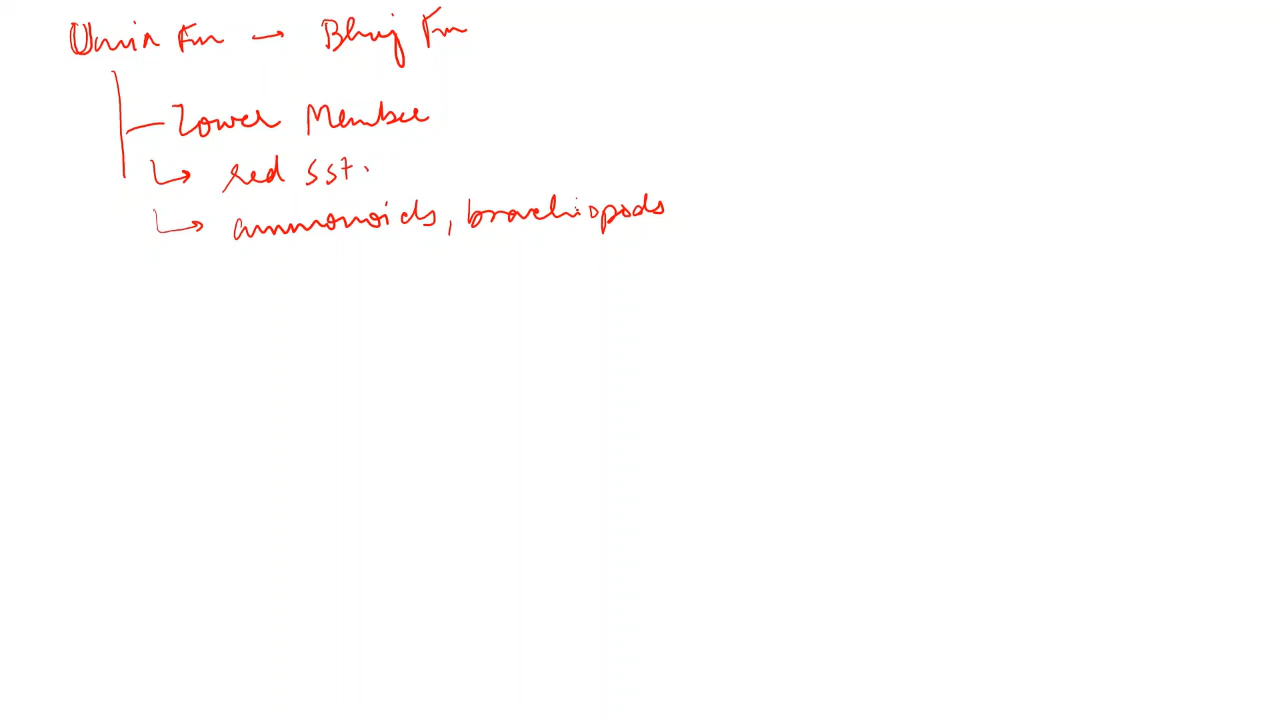 Umia Fm → Bhuj Fm
Lower Member
↳ red sst.
↳ ammonoids, brachiopods